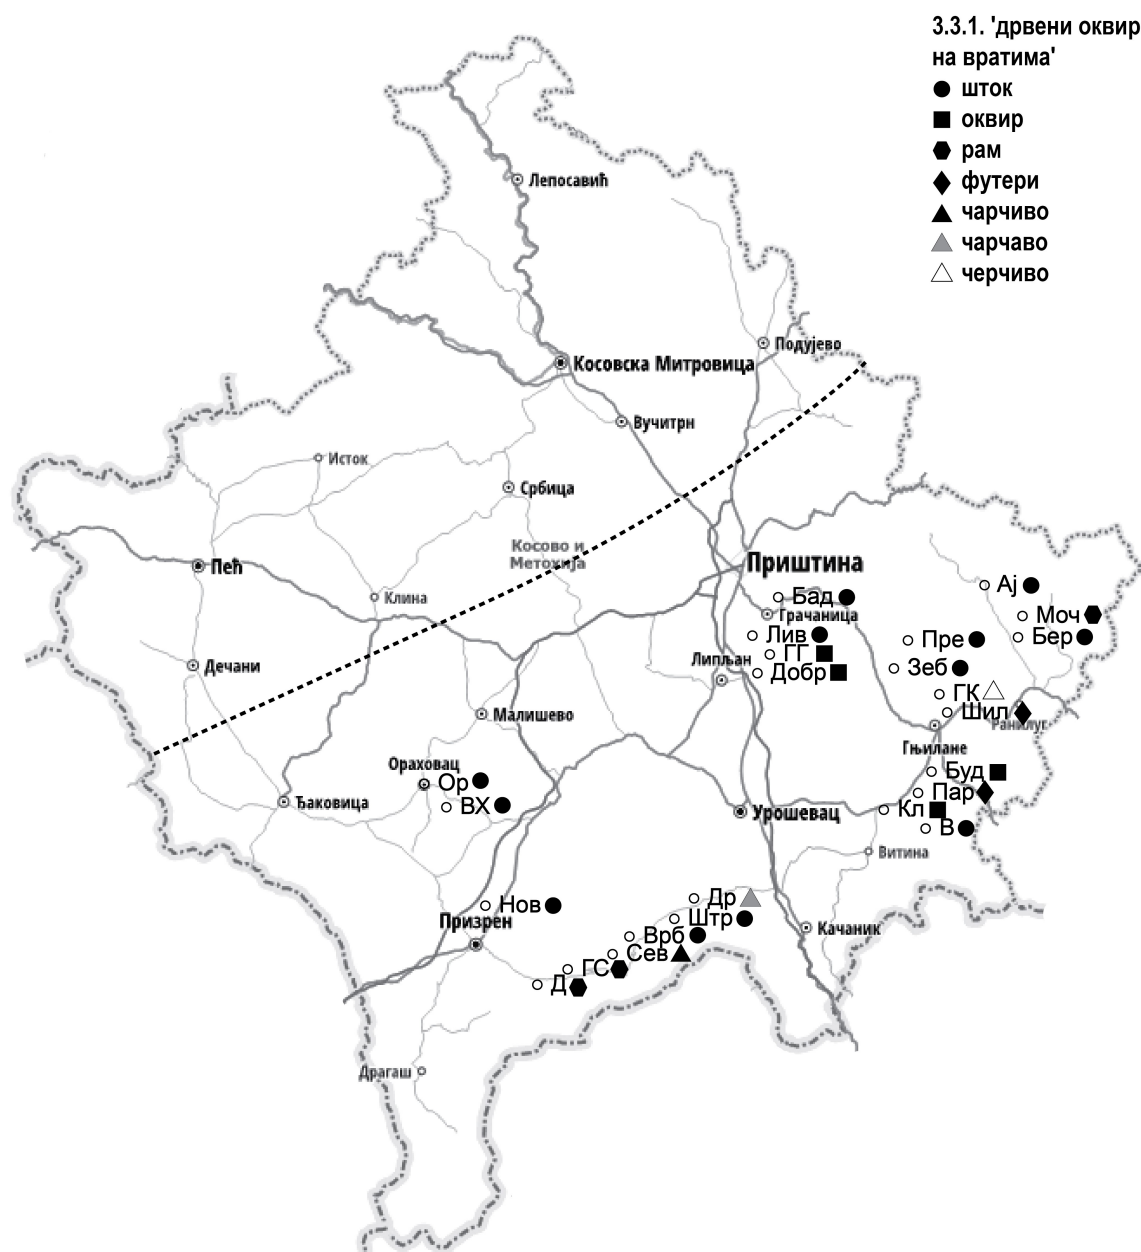 3.3.1. 'дрвени оквир
на вратима'
шток
оквир
рам
футери
чарчиво
чарчаво
черчиво
Лепосавић
Подујево
Косовска Митровица
Вучитрн
Исток
Србица
Косово и
Метохија
Приштина
Пећ
Клина
Ај
Бад
Грачаница
Моч
Лив
Пре
Бер
ГГ
Липљан
Дечани
Зеб
Добр
ГК
Шил
Ранилуг
Малишево
Гњилане
Ораховац
Буд
Ор
Пар
Ђаковица
ВХ
Кл
Урошевац
В
Витина
Др
Нов
Штр
Призрен
Качаник
Врб
Сев
ГС
Д
Драгаш